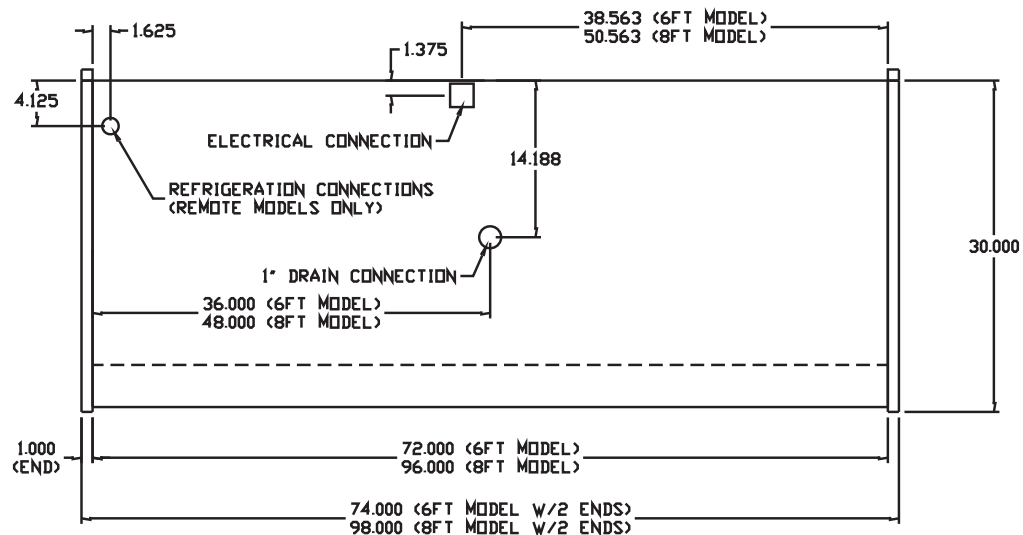 38.563 (6FT MODEL)
50.563 (8FT MODEL)
1.625
1.375
4.125
ELECTRICAL CONNECTION
14.188
REFRIGERATION CONNECTIONS
(REMOTE MODELS ONLY)
30.000
1" DRAIN CONNECTION
36.000 (6FT MODEL)
48.000 (8FT MODEL)
1.000
(END)
72.000 (6FT MODEL)
96.000 (8FT MODEL)
74.000 (6FT MODEL W/2 ENDS)
98.000 (8FT MODEL W/2 ENDS)